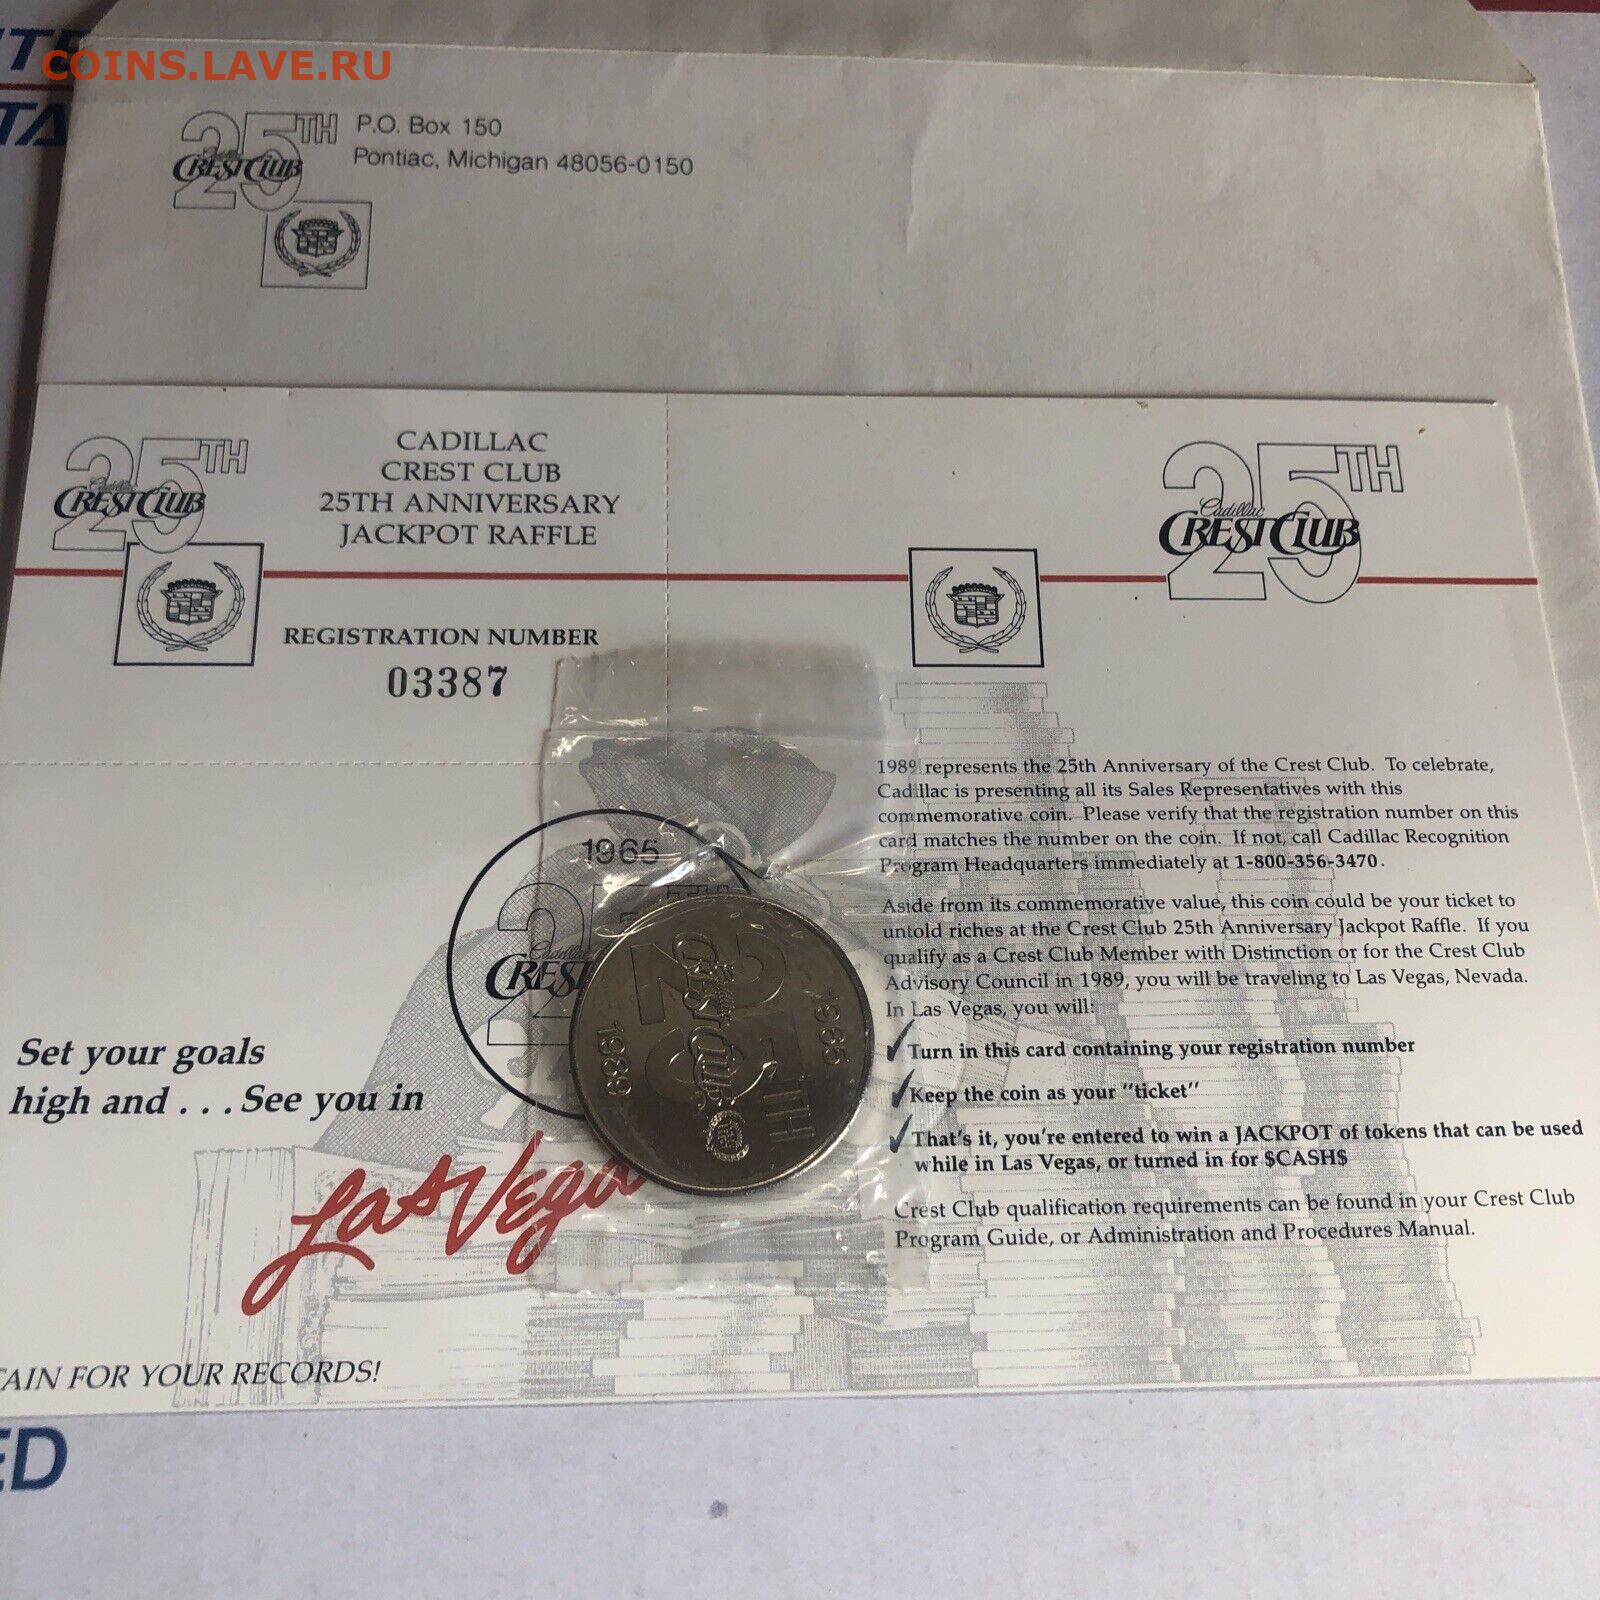 COINS.LAVE.RU
25TH
Cadillac
CREST CLUB
P.O. Box 150
Pontiac, Michigan 48056-0150
25TH
Cadillac
CREST CLUB
CADILLAC
CREST CLUB
25TH ANNIVERSARY
JACKPOT RAFFLE
REGISTRATION NUMBER
03387
25TH
Cadillac
CREST CLUB
1989 represents the 25th Anniversary of the Crest Club. To celebrate,
Cadillac is presenting all its Sales Representatives with this
commemorative coin. Please verify that the registration number on this
card matches the number on the coin. If not, call Cadillac Recognition
Program Headquarters immediately at 1-800-356-3470.
Aside from its commemorative value, this coin could be your ticket to
untold riches at the Crest Club 25th Anniversary Jackpot Raffle. If you
qualify as a Crest Club Member with Distinction or for the Crest Club
Advisory Council in 1989, you will be traveling to Las Vegas, Nevada.
In Las Vegas, you will:
Turn in this card containing your registration number
Keep the coin as your "ticket"
That's it, you're entered to win a JACKPOT of tokens that can be used
while in Las Vegas, or turned in for $CASH$
Crest Club qualification requirements can be found in your Crest Club
Program Guide, or Administration and Procedures Manual.
1965
Cadillac
1965
25TH
Cadillac
CREST CLUB
1989
Set your goals
high and . . . See you in
Las Vega
TAIN FOR YOUR RECORDS!
ED